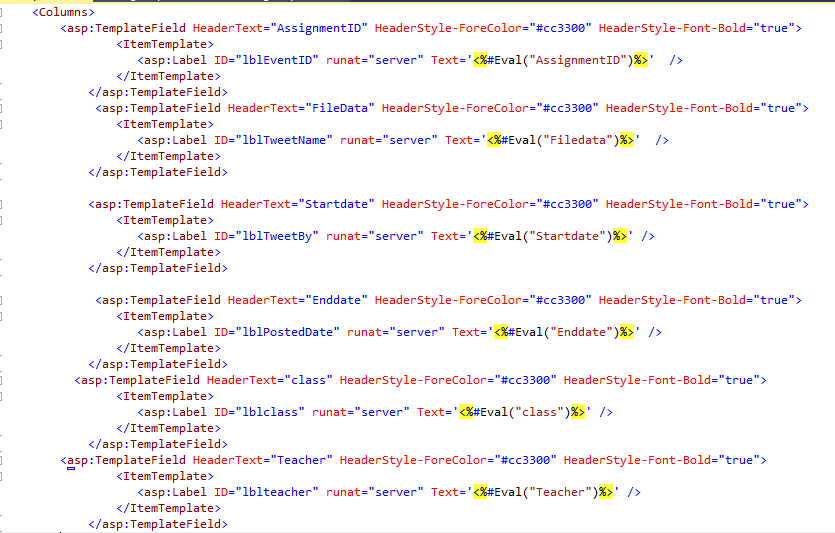 <Columns>
<asp:TemplateField HeaderText="AssignmentID" HeaderStyle-ForeColor="#cc3300" HeaderStyle-Font-Bold="true">
<ItemTemplate>
<asp:Label ID="lblEventID" runat="server" Text='<%#Eval("AssignmentID")%>' />
</ItemTemplate>
</asp:TemplateField>
<asp:TemplateField HeaderText="FileData" HeaderStyle-ForeColor="#cc3300" HeaderStyle-Font-Bold="true">
<ItemTemplate>
<asp:Label ID="lblTweetName" runat="server" Text='<%#Eval("Filedata")%>' />
</ItemTemplate>
</asp:TemplateField>
<asp:TemplateField HeaderText="Startdate" HeaderStyle-ForeColor="#cc3300" HeaderStyle-Font-Bold="true">
<ItemTemplate>
<asp:Label ID="lblTweetBy" runat="server" Text='<%#Eval("Startdate")%>' />
</ItemTemplate>
</asp:TemplateField>
<asp:TemplateField HeaderText="Enddate" HeaderStyle-ForeColor="#cc3300" HeaderStyle-Font-Bold="true">
<ItemTemplate>
<asp:Label ID="lblPostedDate" runat="server" Text='<%#Eval("Enddate")%>' />
</ItemTemplate>
</asp:TemplateField>
<asp:TemplateField HeaderText="class" HeaderStyle-ForeColor="#cc3300" HeaderStyle-Font-Bold="true">
<ItemTemplate>
<asp:Label ID="lblclass" runat="server" Text='<%#Eval("class")%>' />
</ItemTemplate>
</asp:TemplateField>
<asp:TemplateField HeaderText="Teacher" HeaderStyle-ForeColor="#cc3300" HeaderStyle-Font-Bold="true">
<ItemTemplate>
<asp:Label ID="lblteacher" runat="server" Text='<%#Eval("Teacher")%>' />
</ItemTemplate>
</asp:TemplateField>